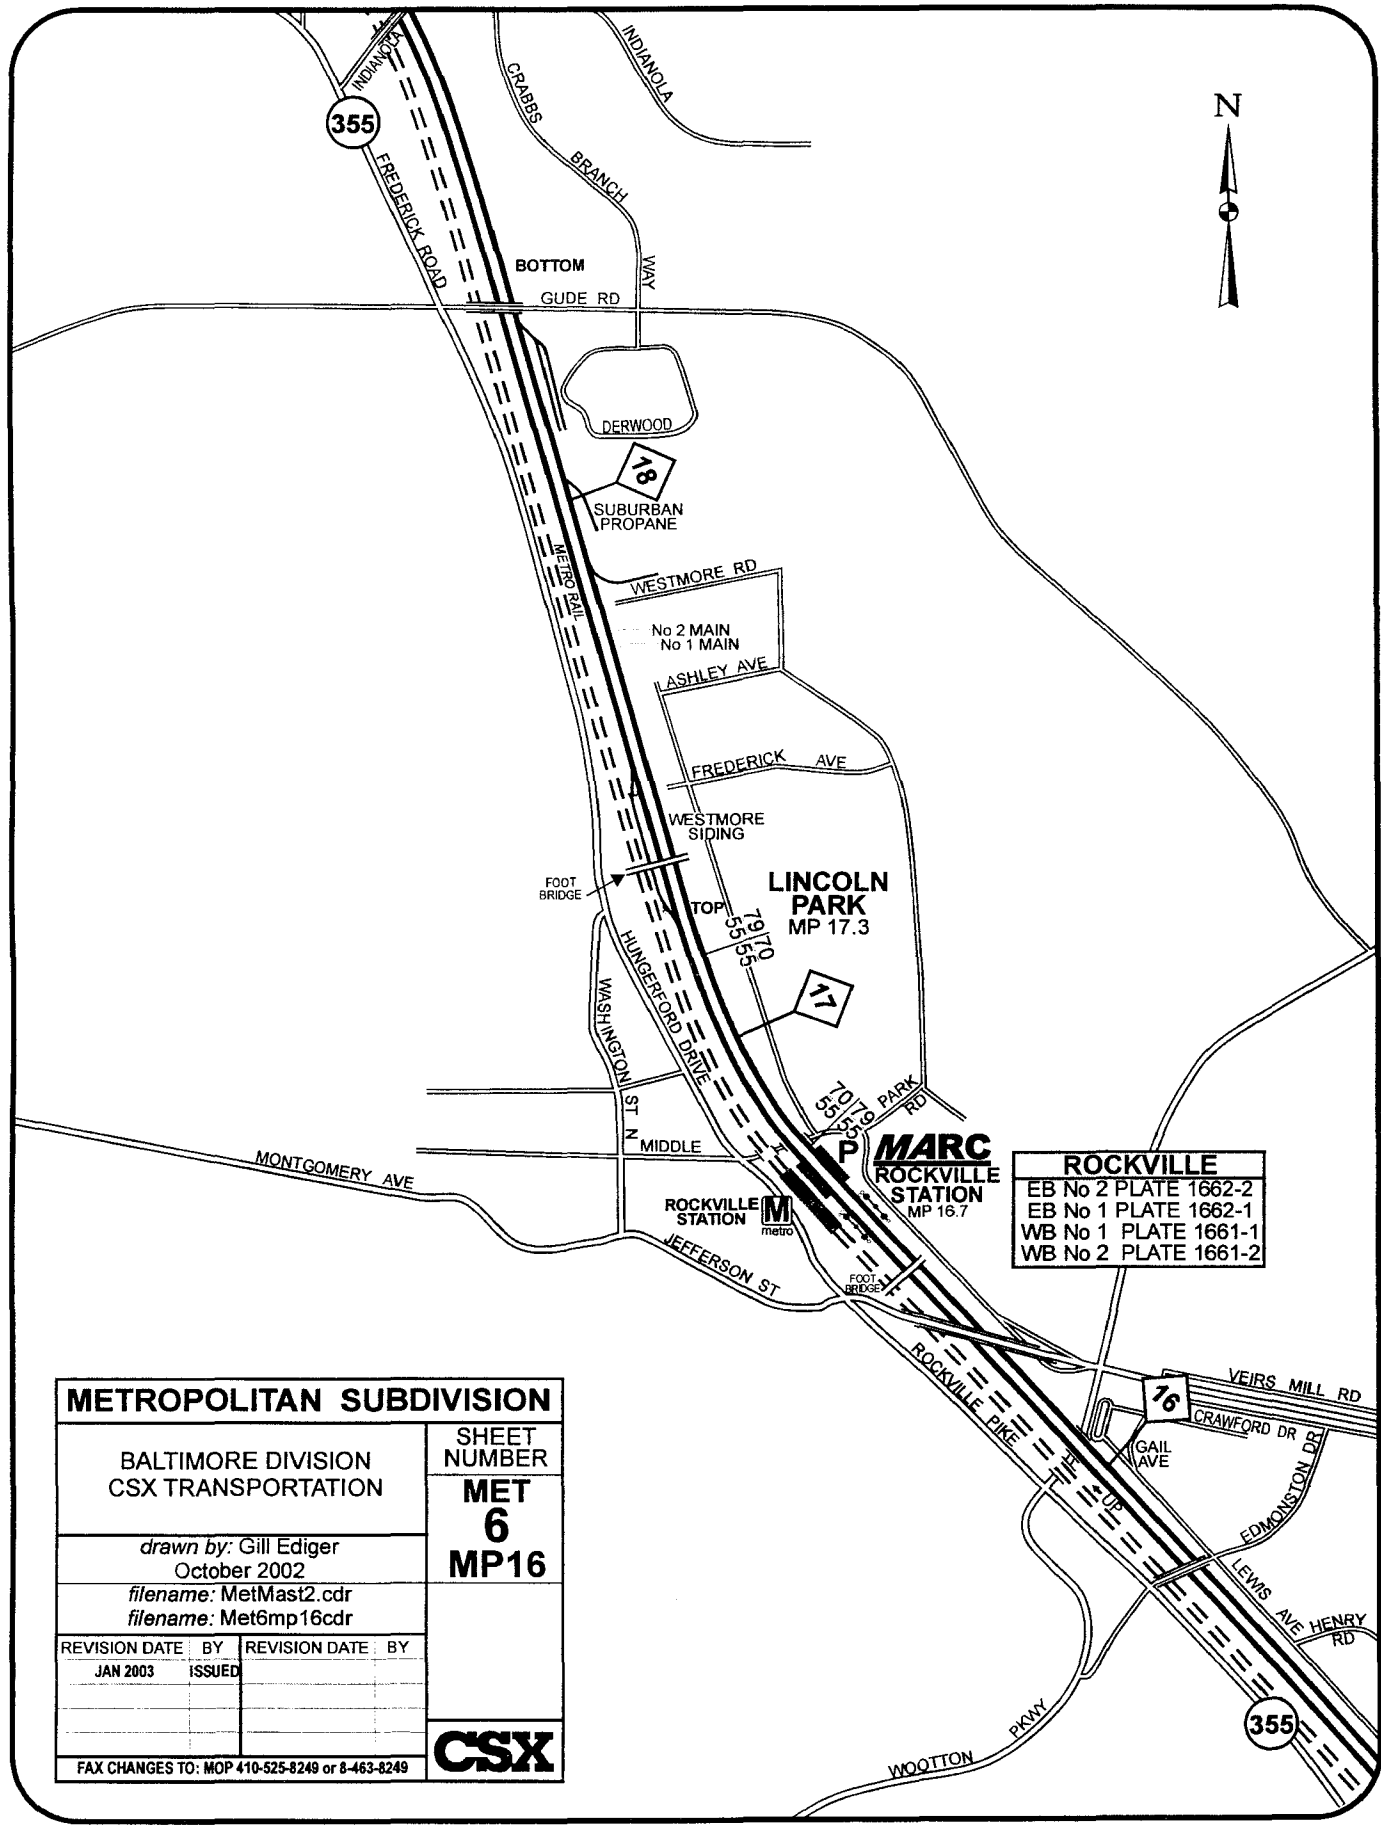 INDIANOLA
355
CRABBS
BRANCH
WAY
INDIANOLA
N
FREDERICK ROAD
BOTTOM
GUDE RD
DERWOOD
18
SUBURBAN
PROPANE
METRO RAIL
WESTMORE RD
No 2 MAIN
No 1 MAIN
ASHLEY AVE
FREDERICK AVE
WESTMORE
SIDING
FOOT
BRIDGE
LINCOLN
PARK
MP 17.3
TOP
79/70
55/55
HUNGERFORD DRIVE
WASHINGTON ST N
17
70/79
55/55
PARK
RD
MIDDLE
MONTGOMERY AVE
P
MARC
ROCKVILLE
STATION
MP 16.7
ROCKVILLE
STATION
M
metro
ROCKVILLE
EB No 2 PLATE 1662-2
EB No 1 PLATE 1662-1
WB No 1 PLATE 1661-1
WB No 2 PLATE 1661-2
JEFFERSON ST
FOOT
BRIDGE
ROCKVILLE PIKE
VEIRS MILL RD
16
CRAWFORD DR
GAIL
AVE
UP
EDMONSTON DR
LEWIS AVE
HENRY
RD
355
WOOTTON PKWY
METROPOLITAN SUBDIVISION
BALTIMORE DIVISION
CSX TRANSPORTATION
SHEET
NUMBER
MET
6
MP16
drawn by: Gill Ediger
October 2002
filename: MetMast2.cdr
filename: Met6mp16cdr
REVISION DATE BY REVISION DATE BY
JAN 2003 ISSUED
FAX CHANGES TO: MOP 410-525-8249 or 8-463-8249
CSX